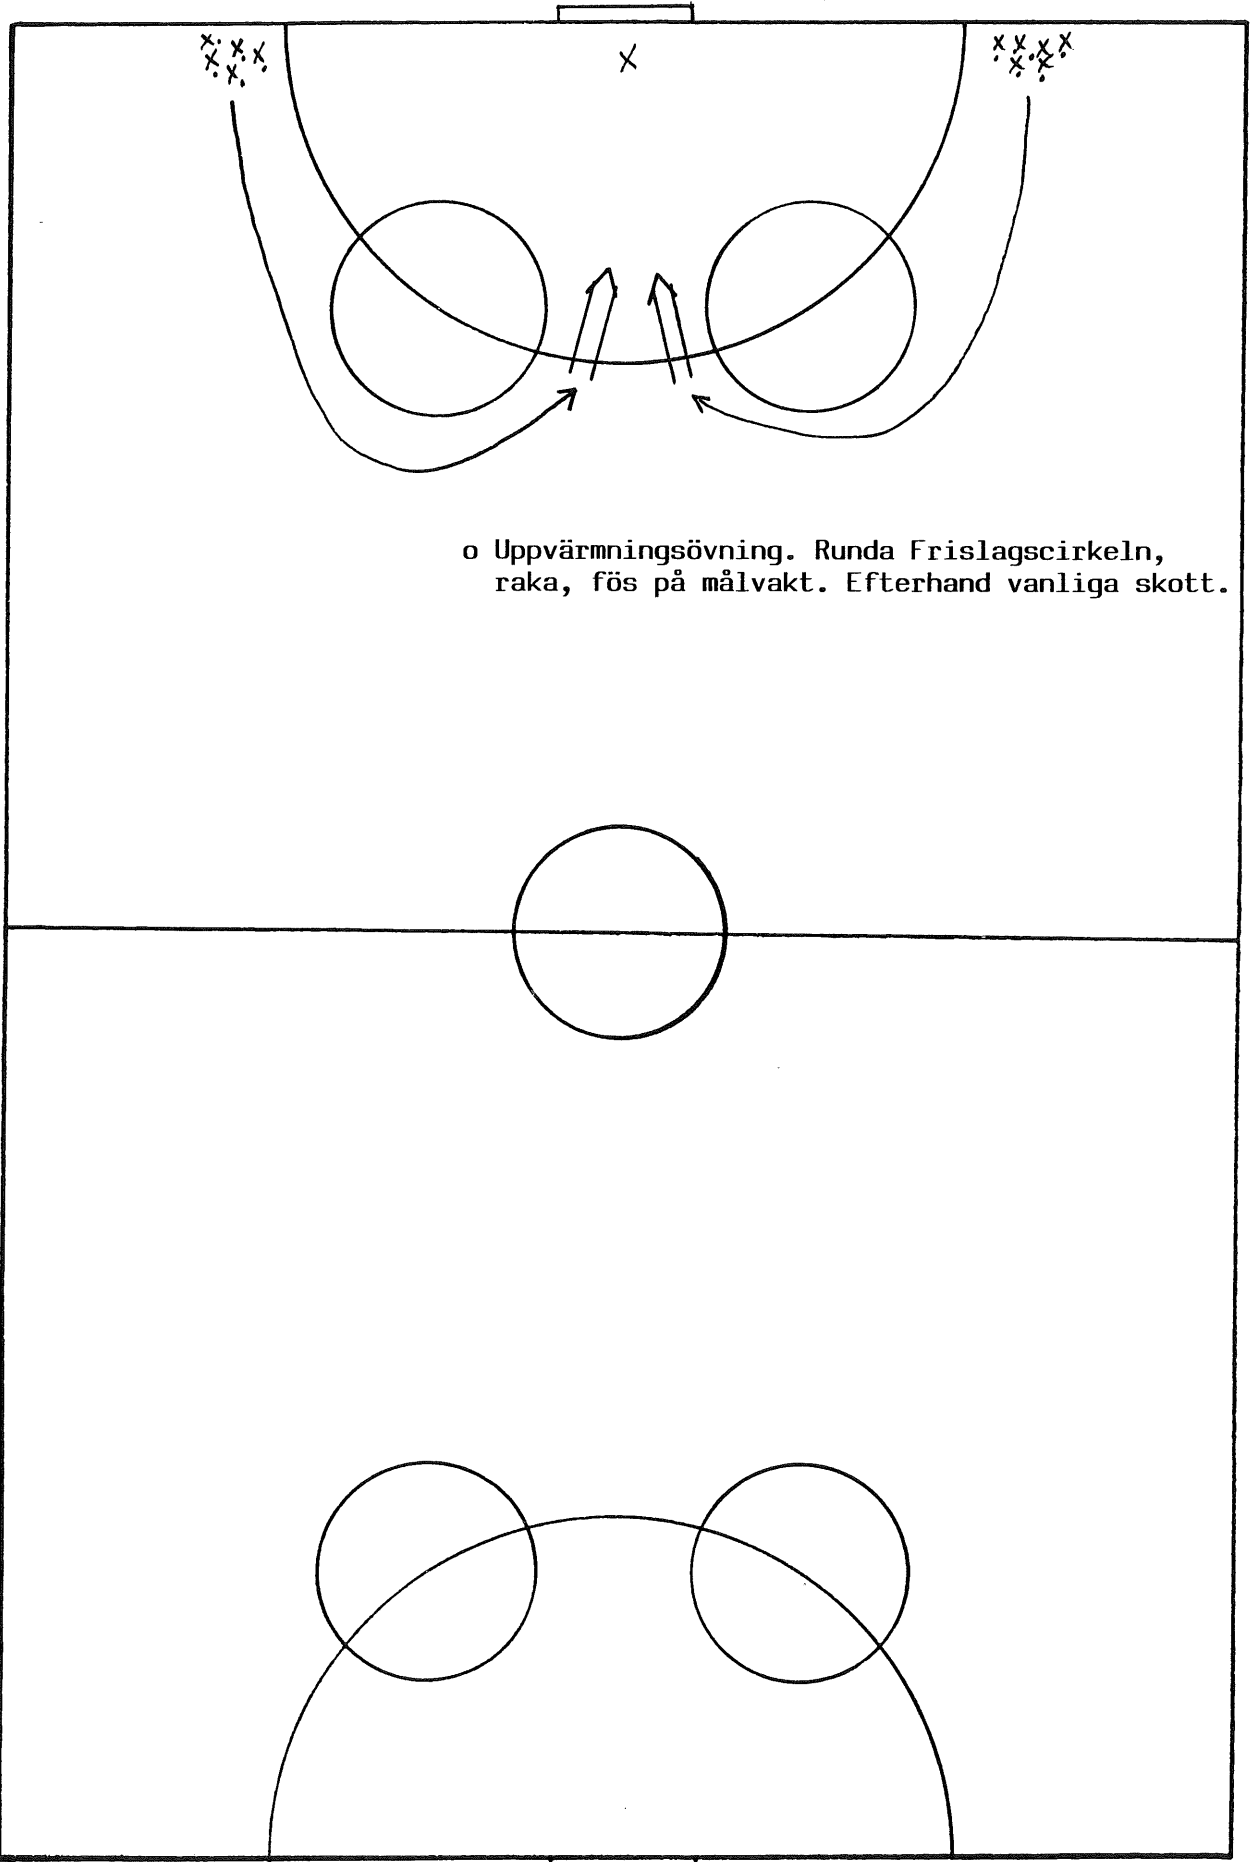 o Uppvärmningsövning. Runda Frislagscirkeln,
raka, fös på målvakt. Efterhand vanliga skott.